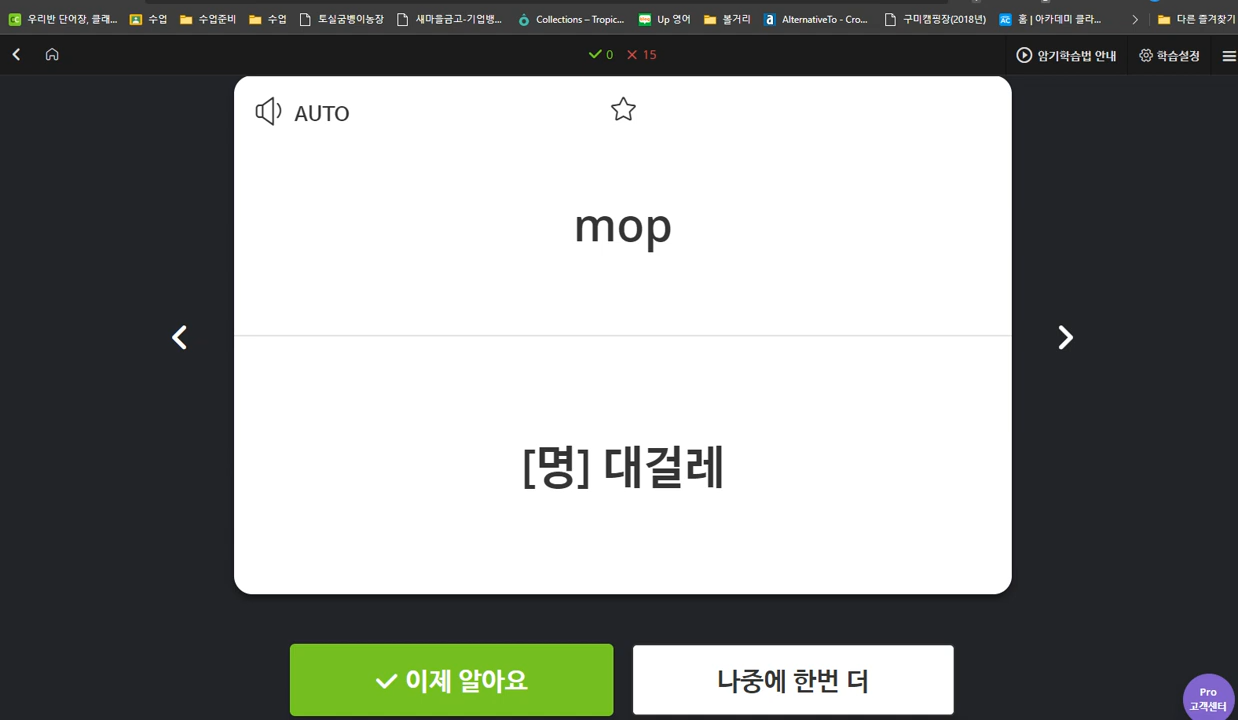 우리반 단어장, 클래... 수업 수업준비 수업 토실굼벵이농장 새마을금고-기업뱅... Collections – Tropic... Up 영어 볼거리 AlternativeTo - Cro... 구미캠핑장(2018년) 홈 | 아카데미 클라... 다른 즐겨찾기
0 15 암기학습법 안내 학습설정
AUTO
mop
[명] 대걸레
이제 알아요 나중에 한번 더
Pro
고객센터